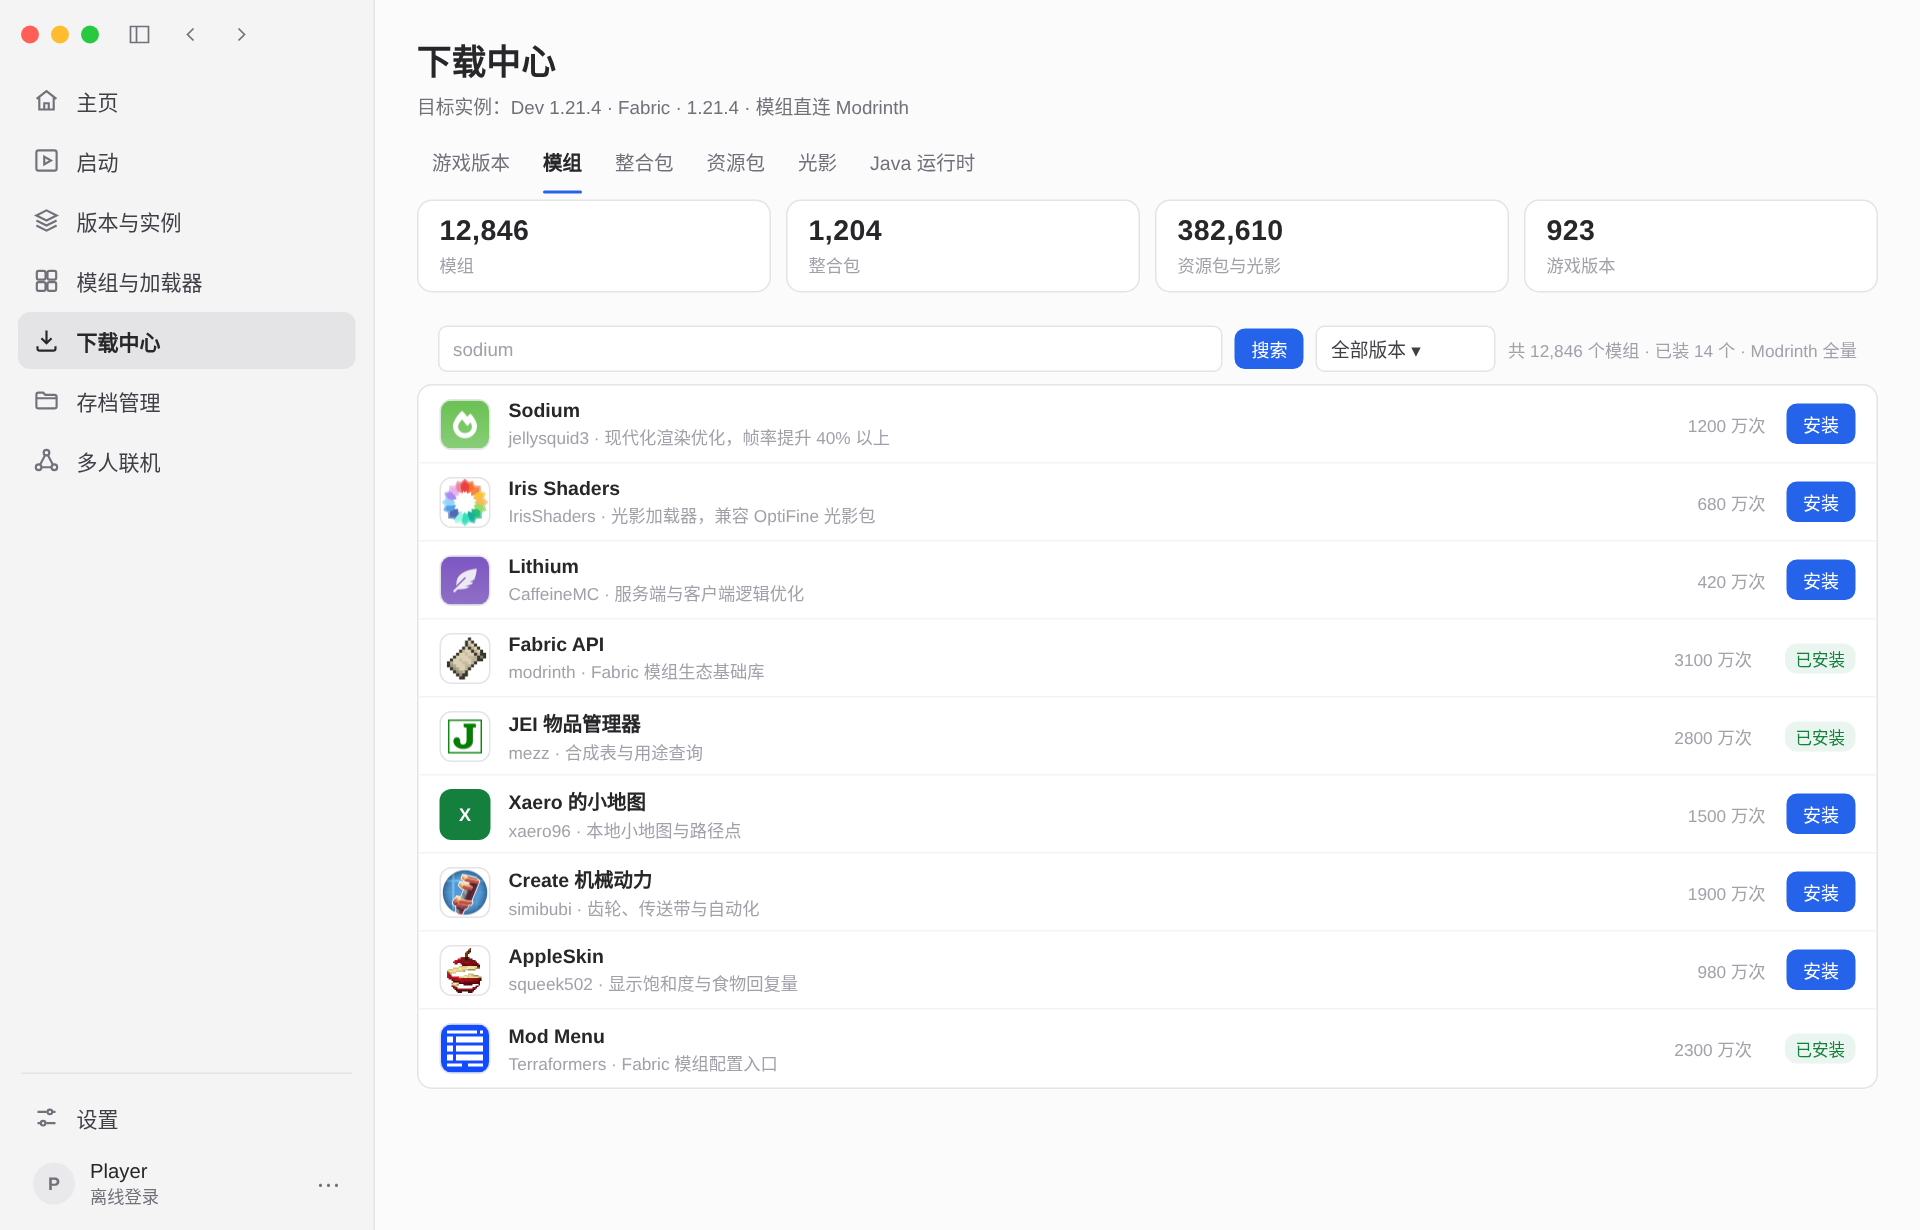 主页
启动
版本与实例
模组与加载器
下载中心
存档管理
多人联机
设置
P
Player
离线登录
下载中心
目标实例：Dev 1.21.4 · Fabric · 1.21.4 · 模组直连 Modrinth
游戏版本 模组 整合包 资源包 光影 Java 运行时
12,846
模组
1,204
整合包
382,610
资源包与光影
923
游戏版本
sodium 搜索 全部版本 ▾ 共 12,846 个模组 · 已装 14 个 · Modrinth 全量
Sodium
jellysquid3 · 现代化渲染优化，帧率提升 40% 以上
1200 万次 安装
Iris Shaders
IrisShaders · 光影加载器，兼容 OptiFine 光影包
680 万次 安装
Lithium
CaffeineMC · 服务端与客户端逻辑优化
420 万次 安装
Fabric API
modrinth · Fabric 模组生态基础库
3100 万次 已安装
J
JEI 物品管理器
mezz · 合成表与用途查询
2800 万次 已安装
X
Xaero 的小地图
xaero96 · 本地小地图与路径点
1500 万次 安装
Create 机械动力
simibubi · 齿轮、传送带与自动化
1900 万次 安装
AppleSkin
squeek502 · 显示饱和度与食物回复量
980 万次 安装
Mod Menu
Terraformers · Fabric 模组配置入口
2300 万次 已安装